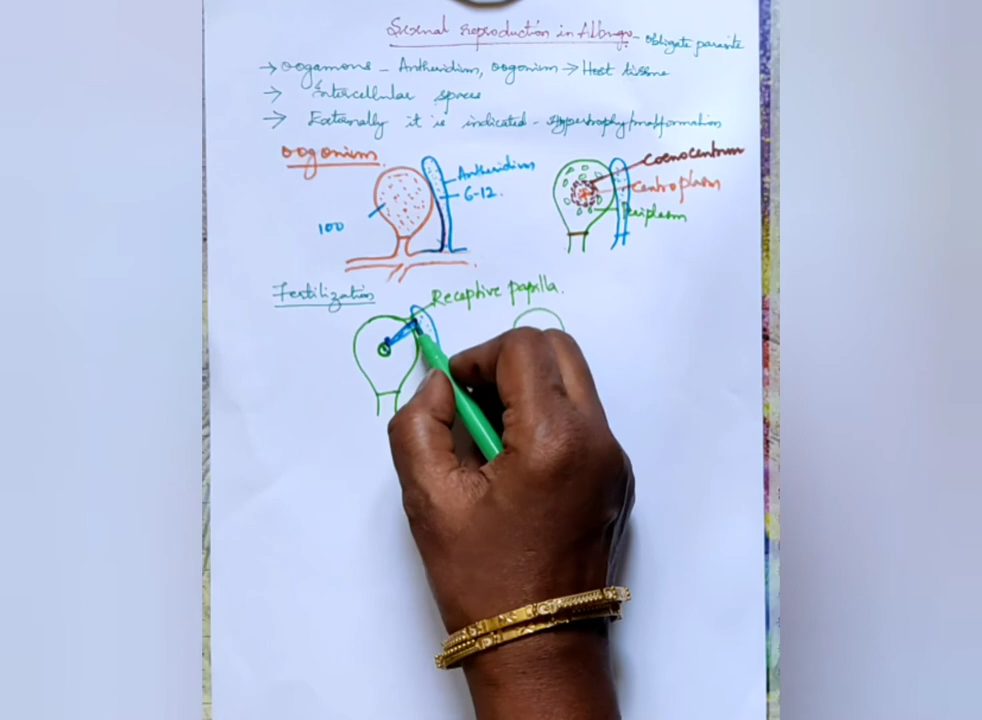 Sexual reproduction in Albugo - obligate parasite
→ oogamous - Antheridium, oogonium → Host tissue
→ Intercellular spaces
→ Externally it is indicated - Hypertrophy/malformation
oogonium
Antheridium
6-12.
100
Coenocentrum
Centroplasm
Periplasm
Fertilization
Receptive papilla.